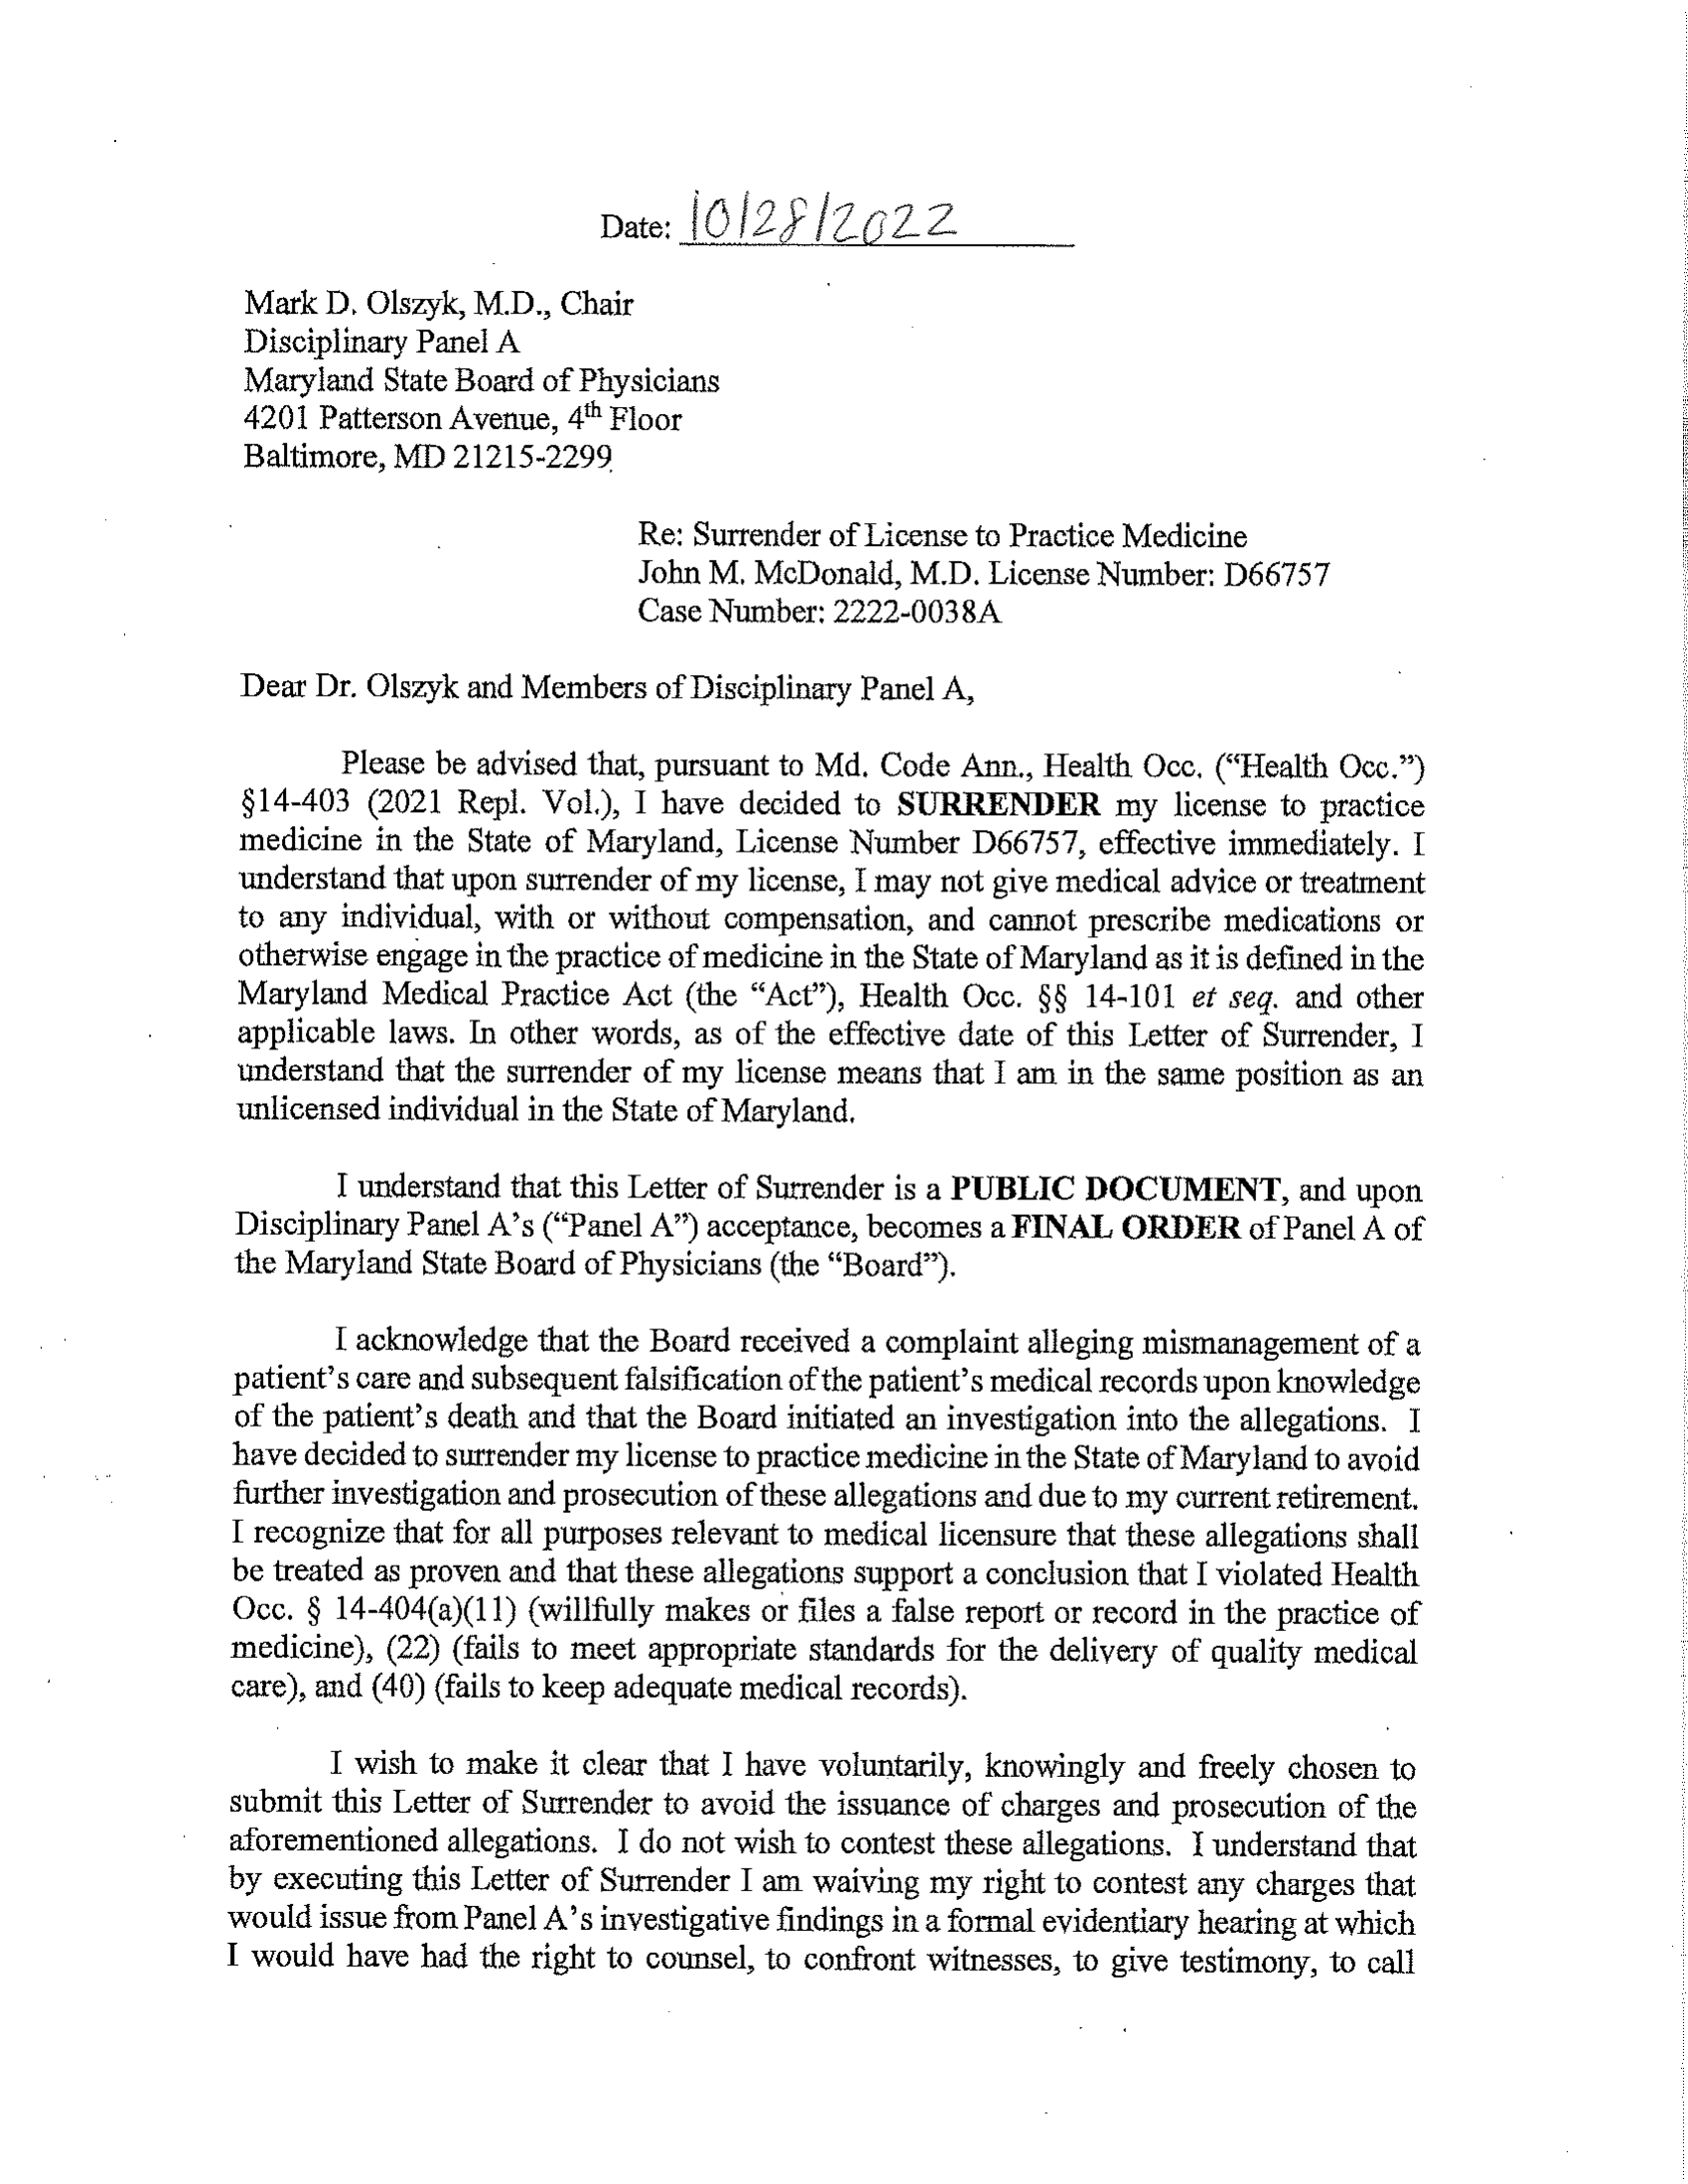 Date: 10/28/2022
Mark D. Olszyk, M.D., Chair
Disciplinary Panel A
Maryland State Board of Physicians
4201 Patterson Avenue, 4th Floor
Baltimore, MD 21215-2299
Re: Surrender of License to Practice Medicine
John M. McDonald, M.D. License Number: D66757
Case Number: 2222-0038A
Dear Dr. Olszyk and Members of Disciplinary Panel A,
Please be advised that, pursuant to Md. Code Ann., Health Occ. (“Health Occ.”)
§14-403 (2021 Repl. Vol.), I have decided to SURRENDER my license to practice
medicine in the State of Maryland, License Number D66757, effective immediately. I
understand that upon surrender of my license, I may not give medical advice or treatment
to any individual, with or without compensation, and cannot prescribe medications or
otherwise engage in the practice of medicine in the State of Maryland as it is defined in the
Maryland Medical Practice Act (the “Act”), Health Occ. §§ 14-101 et seq. and other
applicable laws. In other words, as of the effective date of this Letter of Surrender, I
understand that the surrender of my license means that I am in the same position as an
unlicensed individual in the State of Maryland.
I understand that this Letter of Surrender is a PUBLIC DOCUMENT, and upon
Disciplinary Panel A’s (“Panel A”) acceptance, becomes a FINAL ORDER of Panel A of
the Maryland State Board of Physicians (the “Board”).
I acknowledge that the Board received a complaint alleging mismanagement of a
patient’s care and subsequent falsification of the patient’s medical records upon knowledge
of the patient’s death and that the Board initiated an investigation into the allegations. I
have decided to surrender my license to practice medicine in the State of Maryland to avoid
further investigation and prosecution of these allegations and due to my current retirement.
I recognize that for all purposes relevant to medical licensure that these allegations shall
be treated as proven and that these allegations support a conclusion that I violated Health
Occ. § 14-404(a)(11) (willfully makes or files a false report or record in the practice of
medicine), (22) (fails to meet appropriate standards for the delivery of quality medical
care), and (40) (fails to keep adequate medical records).
I wish to make it clear that I have voluntarily, knowingly and freely chosen to
submit this Letter of Surrender to avoid the issuance of charges and prosecution of the
aforementioned allegations. I do not wish to contest these allegations. I understand that
by executing this Letter of Surrender I am waiving my right to contest any charges that
would issue from Panel A’s investigative findings in a formal evidentiary hearing at which
I would have had the right to counsel, to confront witnesses, to give testimony, to call